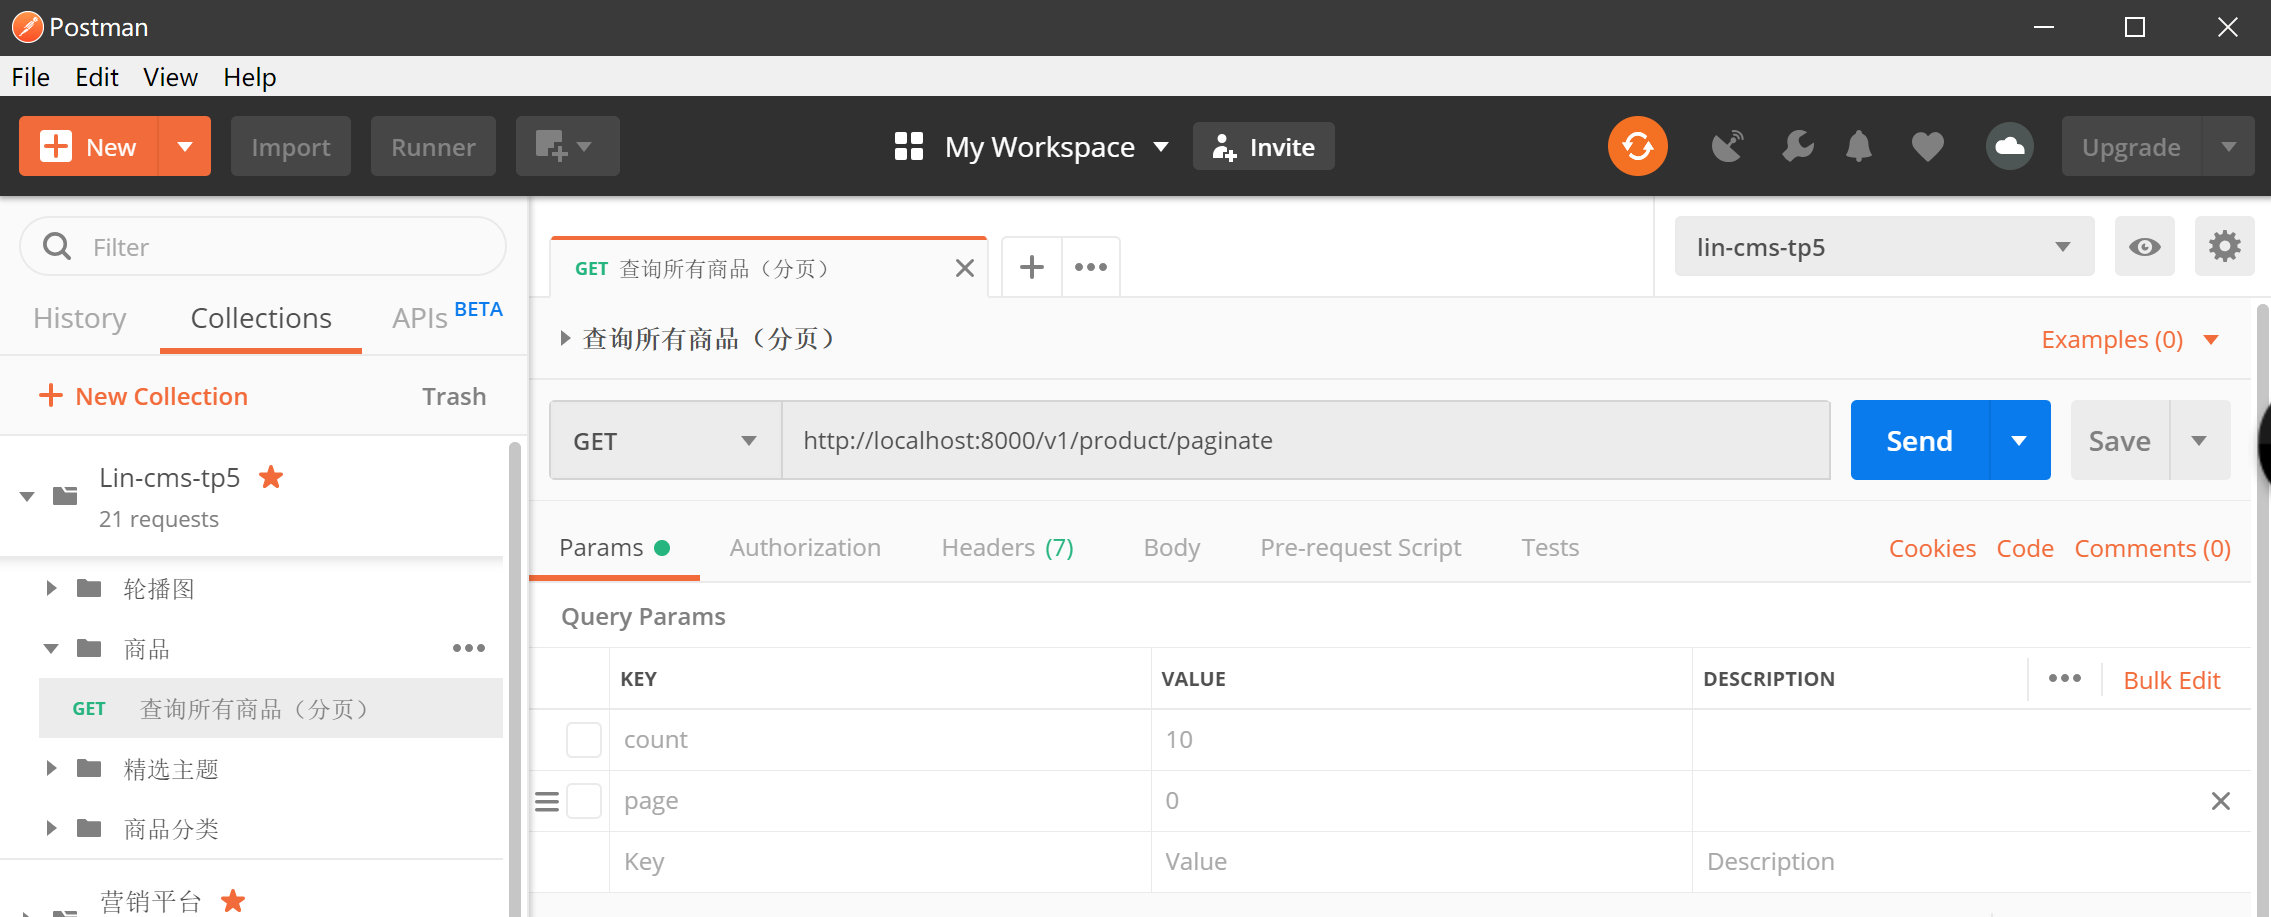 Postman
File Edit View Help
New Import Runner My Workspace Invite Upgrade
Filter
History Collections APIs BETA
New Collection Trash
Lin-cms-tp5
21 requests
轮播图
商品
GET 查询所有商品（分页）
精选主题
商品分类
营销平台
GET 查询所有商品（分页）
lin-cms-tp5
查询所有商品（分页）
Examples (0)
GET http://localhost:8000/v1/product/paginate Send Save
Params Authorization Headers (7) Body Pre-request Script Tests Cookies Code Comments (0)
Query Params
KEY VALUE DESCRIPTION Bulk Edit
count 10
page 0
Key Value Description